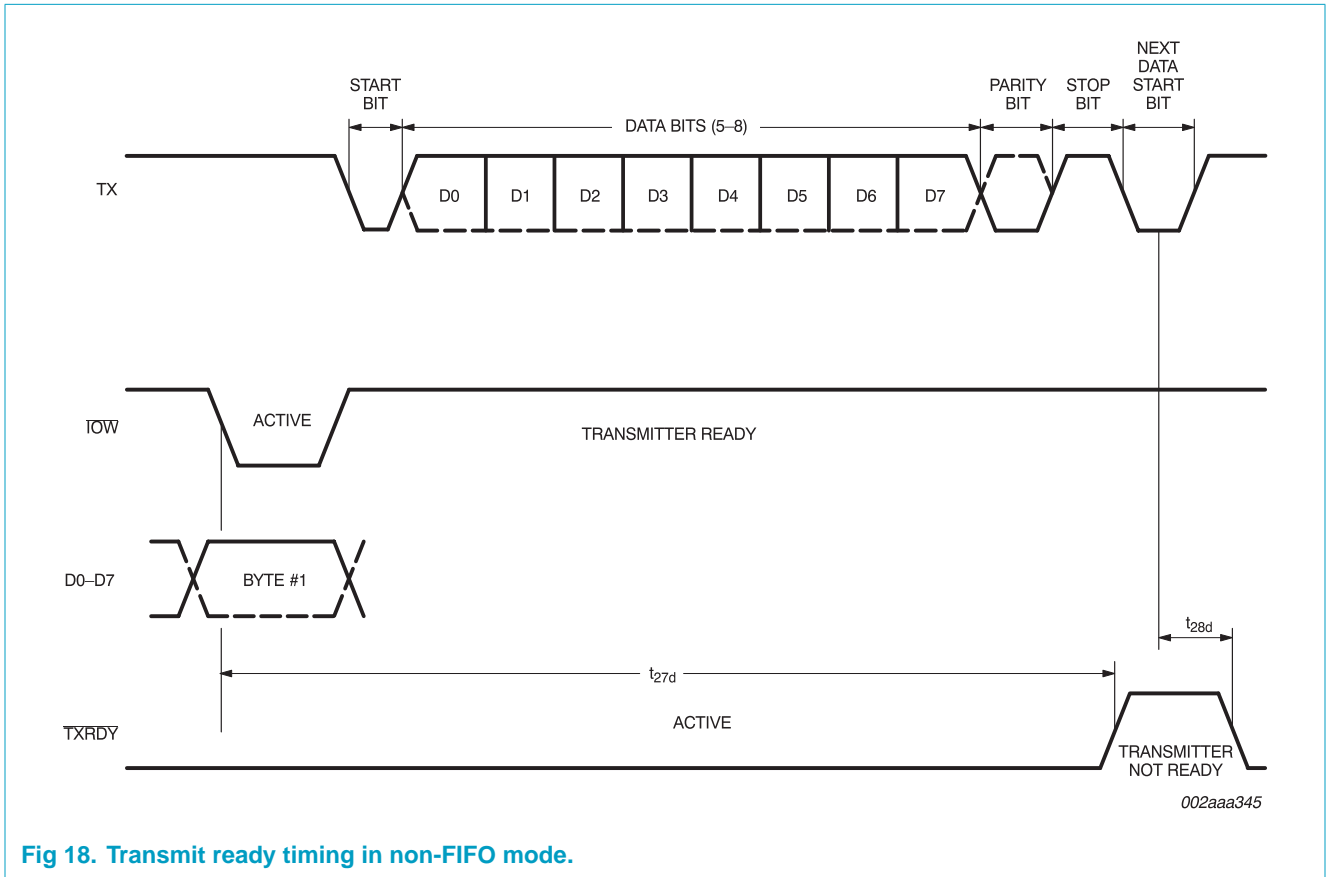 START
BIT
DATA BITS (5–8)
PARITY
BIT
STOP
BIT
NEXT
DATA
START
BIT
TX
D0
D1
D2
D3
D4
D5
D6
D7
IOW
ACTIVE
TRANSMITTER READY
D0–D7
BYTE #1
t28d
t27d
TXRDY
ACTIVE
TRANSMITTER
NOT READY
002aaa345
Fig 18. Transmit ready timing in non-FIFO mode.